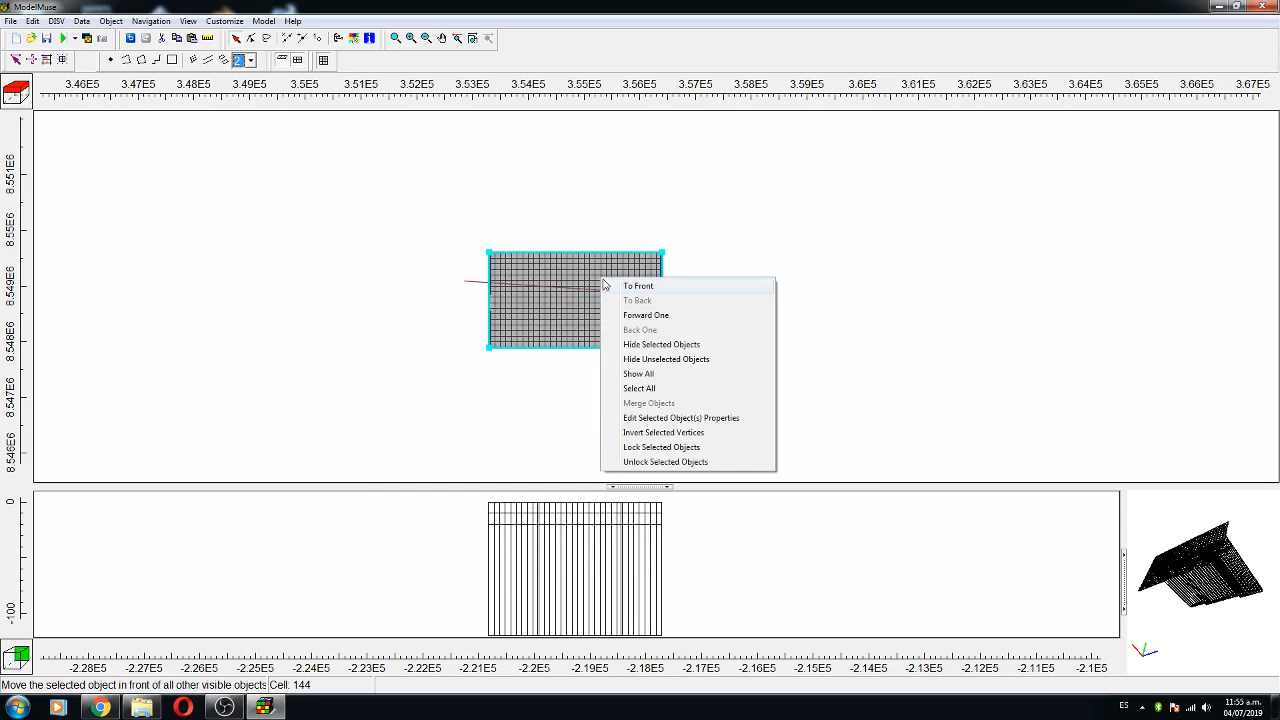 ModelMuse
File Edit DISV Data Object Navigation View Customize Model Help
2
3.46E5 3.47E5 3.48E5 3.49E5 3.5E5 3.51E5 3.52E5 3.53E5 3.54E5 3.55E5 3.56E5 3.57E5 3.58E5 3.59E5 3.6E5 3.61E5 3.62E5 3.63E5 3.64E5 3.65E5 3.66E5 3.67E5
8.551E6
8.55E6
8.549E6
8.548E6
8.547E6
8.546E6
To Front
To Back
Forward One
Back One
Hide Selected Objects
Hide Unselected Objects
Show All
Select All
Merge Objects
Edit Selected Object(s) Properties
Invert Selected Vertices
Lock Selected Objects
Unlock Selected Objects
0
-100
-2.28E5 -2.27E5 -2.26E5 -2.25E5 -2.24E5 -2.23E5 -2.22E5 -2.21E5 -2.2E5 -2.19E5 -2.18E5 -2.17E5 -2.16E5 -2.15E5 -2.14E5 -2.13E5 -2.12E5 -2.11E5 -2.1E5
Move the selected object in front of all other visible objects Cell: 144
ES 11:55 a.m.
04/07/2019